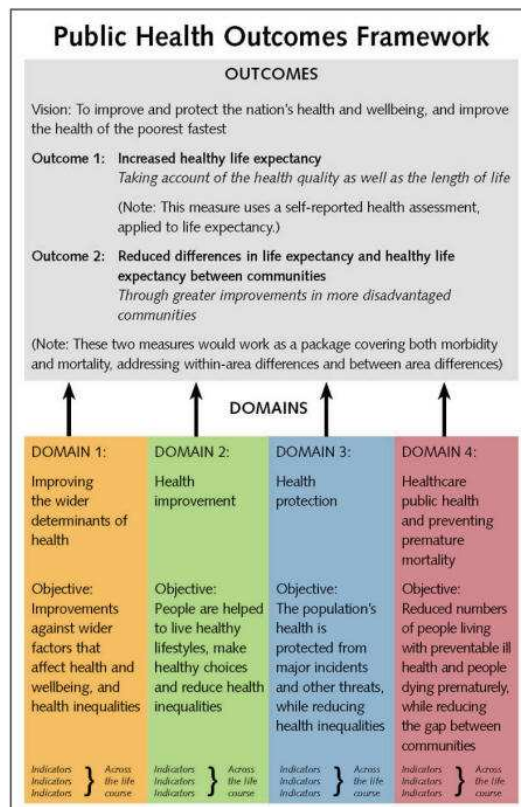 Public Health Outcomes Framework
OUTCOMES
Vision: To improve and protect the nation's health and wellbeing, and improve
the health of the poorest fastest
Outcome 1: Increased healthy life expectancy
Taking account of the health quality as well as the length of life
(Note: This measure uses a self-reported health assessment,
applied to life expectancy.)
Outcome 2: Reduced differences in life expectancy and healthy life
expectancy between communities
Through greater improvements in more disadvantaged
communities
(Note: These two measures would work as a package covering both morbidity
and mortality, addressing within-area differences and between area differences)
DOMAINS
DOMAIN 1:
Improving
the wider
determinants of
health
Objective:
Improvements
against wider
factors that
affect health and
wellbeing, and
health inequalities
Indicators
Indicators
Indicators
Across
the life
course
DOMAIN 2:
Health
improvement
Objective:
People are helped
to live healthy
lifestyles, make
healthy choices
and reduce health
inequalities
Indicators
Indicators
Indicators
Across
the life
course
DOMAIN 3:
Health
protection
Objective:
The population's
health is
protected from
major incidents
and other threats,
while reducing
health inequalities
Indicators
Indicators
Indicators
Across
the life
course
DOMAIN 4:
Healthcare
public health
and preventing
premature
mortality
Objective:
Reduced numbers
of people living
with preventable ill
health and people
dying prematurely,
while reducing
the gap between
communities
Indicators
Indicators
Indicators
Across
the life
course